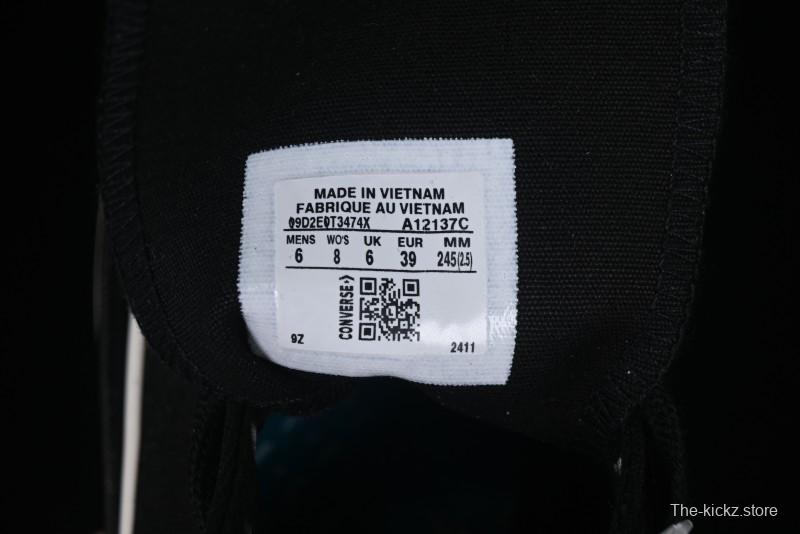 MADE IN VIETNAM
FABRIQUE AU VIETNAM
09D2E0T3474X A12137C
MENS WO'S UK EUR MM
6 8 6 39 245(2.5)
CONVERSE
9Z 2411
The-kickz.store